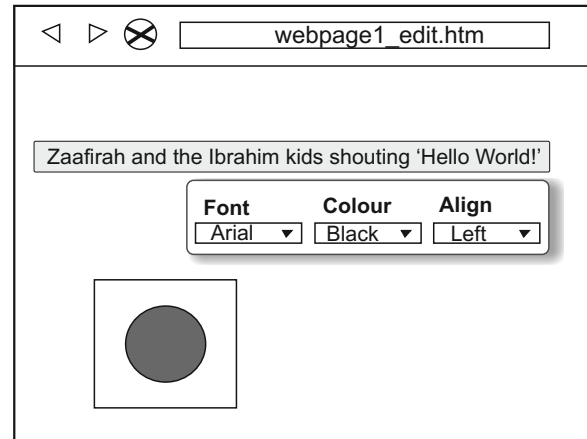 webpage1_edit.htm
Zaafirah and the Ibrahim kids shouting ‘Hello World!’
Font Colour Align
Arial Black Left